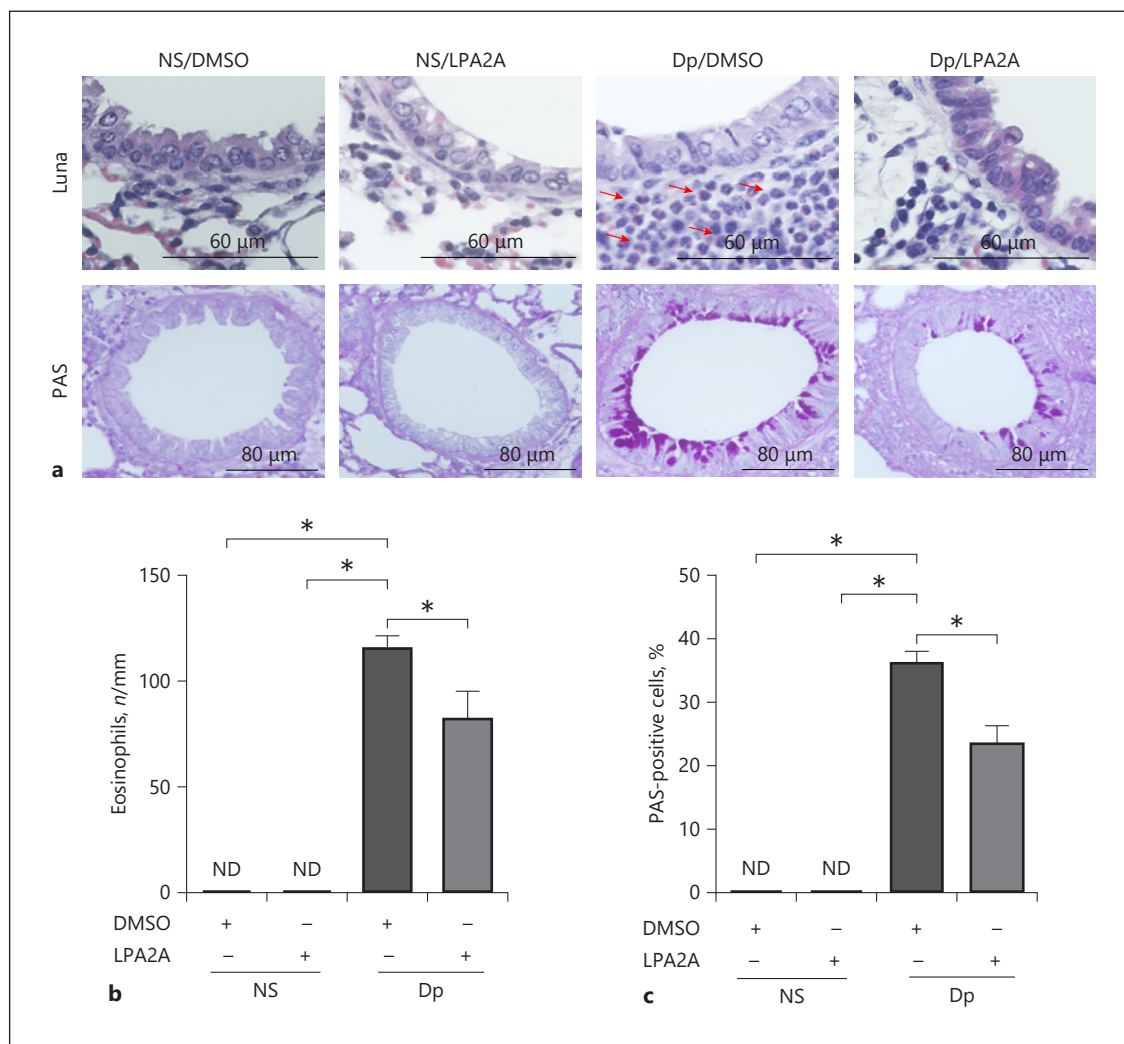 NS/DMSO NS/LPA2A Dp/DMSO Dp/LPA2A
Luna
60 µm 60 µm 60 µm 60 µm
PAS
80 µm 80 µm 80 µm 80 µm
a
* * *
150
100
50
0
Eosinophils, n/mm
ND ND
DMSO + – + –
LPA2A – + – +
NS Dp
b
* * *
50
40
30
20
10
0
PAS-positive cells, %
ND ND
DMSO + – + –
LPA2A – + – +
NS Dp
c